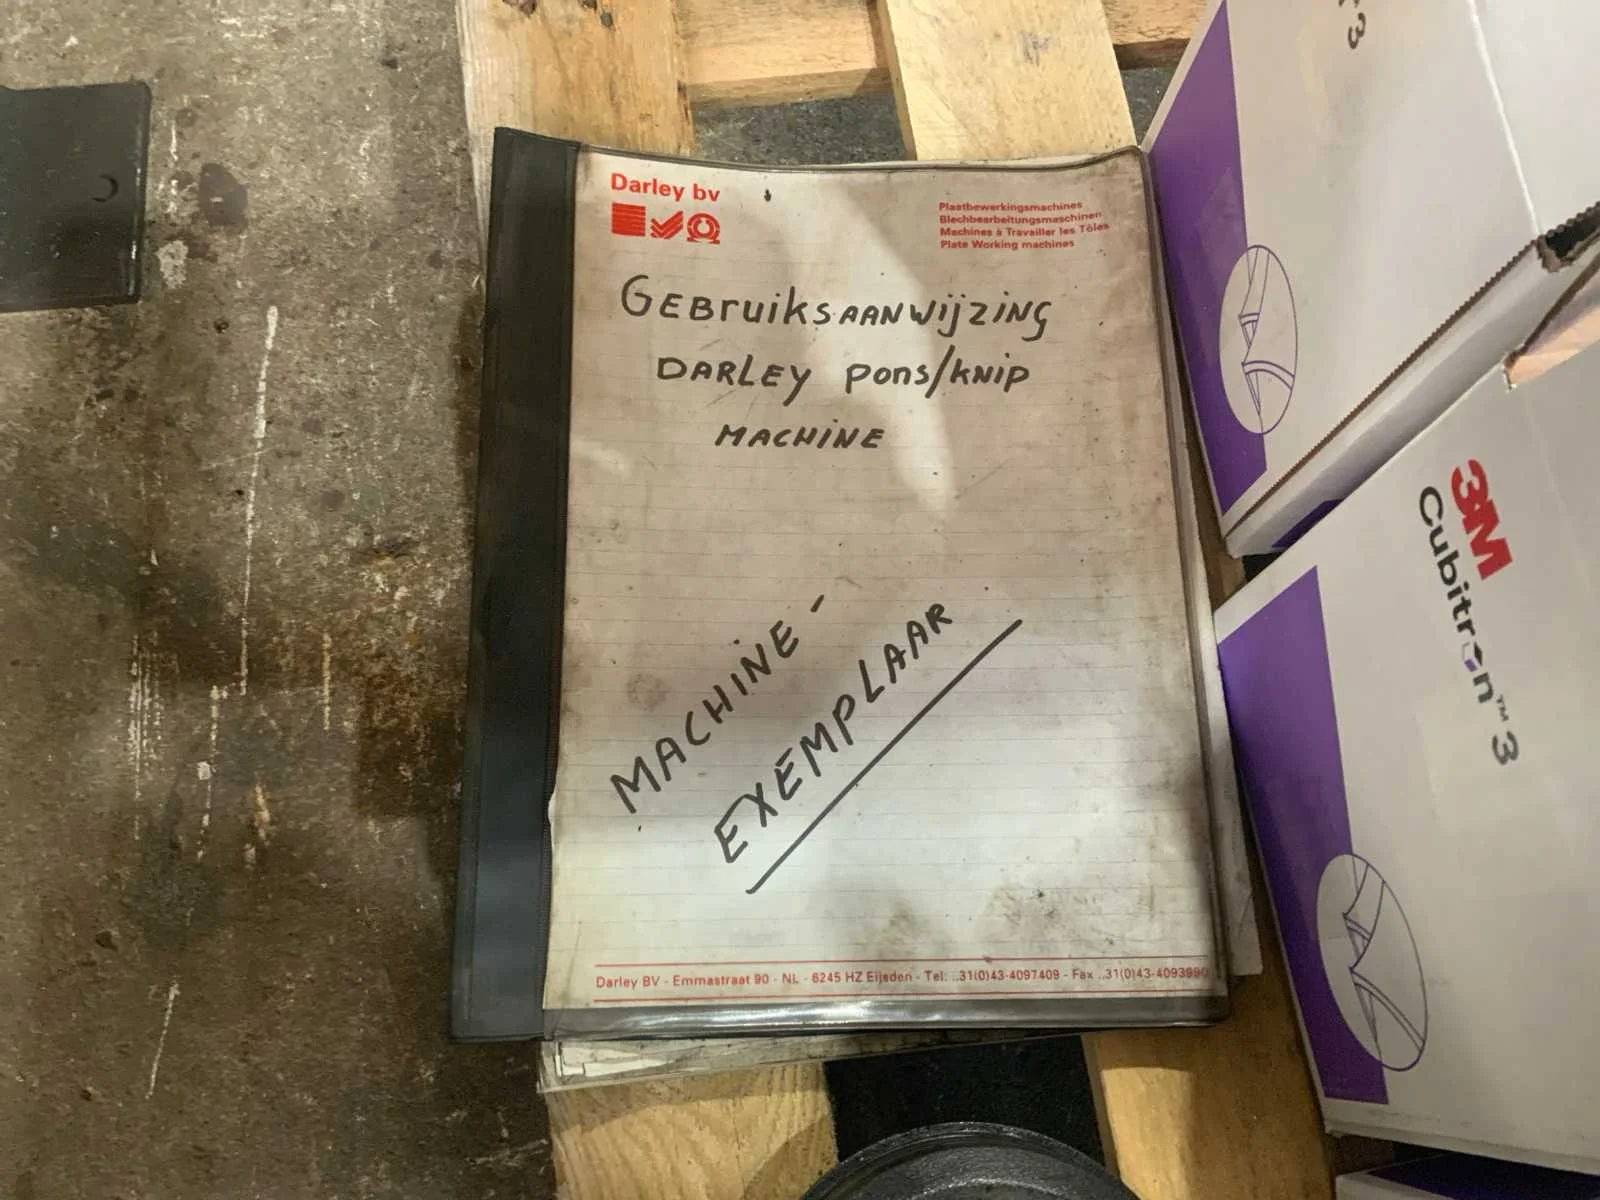 Darley bv
Plaatbewerkingsmachines
Blechbearbeitungsmaschinen
Machines à Travailler les Tôles
Plate Working machines
GEBruiksAANWijZiNG
DARLEY pons/kNip
MACHiNE
MACHiNE -
EXEMPLAAR
Darley BV - Emmastraat 90 - NL - 6245 HZ Eijsden - Tel: ..31(0)43-4097409 - Fax ..31(0)43-4093990
3
3M
Cubitron™ 3